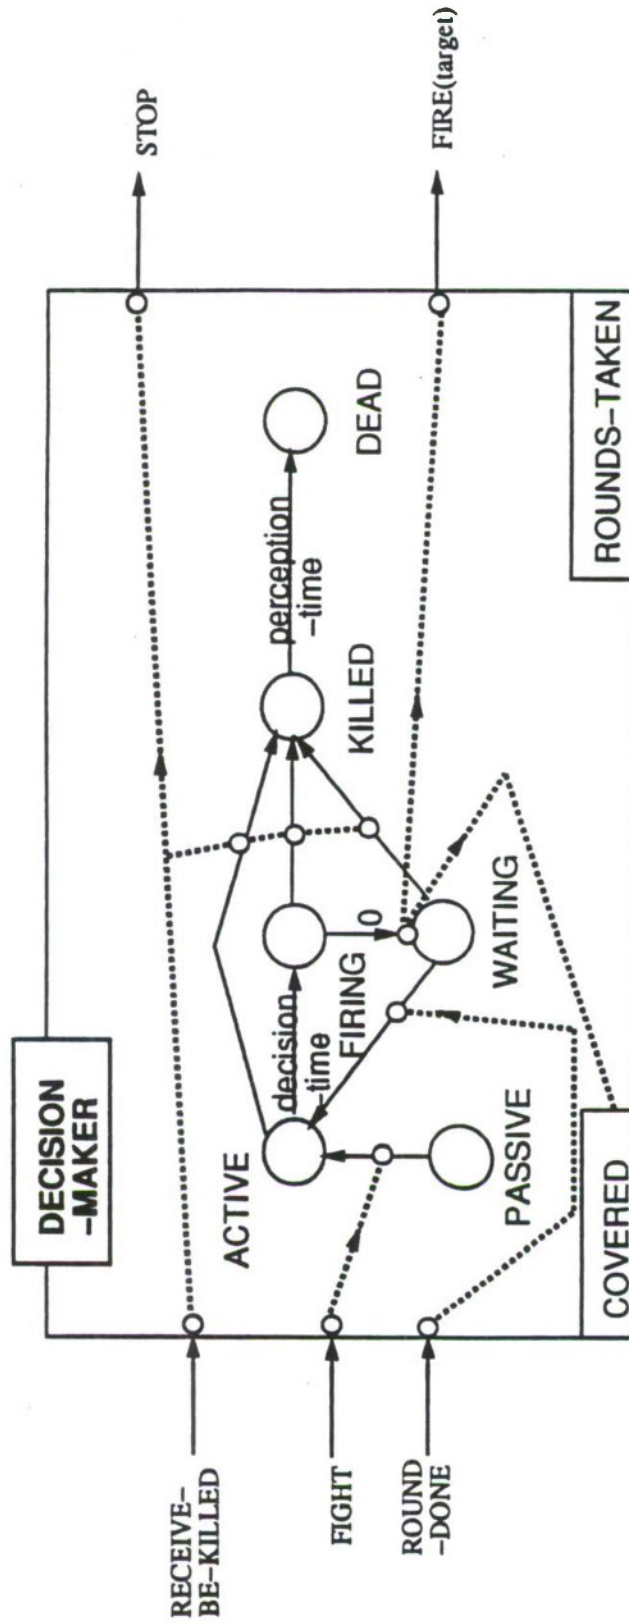 DECISION
-MAKER
RECEIVE-
BE-KILLED
FIGHT
ROUND
-DONE
STOP
FIRE(target)
ACTIVE
decision
-time
FIRING
0
PASSIVE
WAITING
KILLED
perception
-time
DEAD
COVERED
ROUNDS-TAKEN